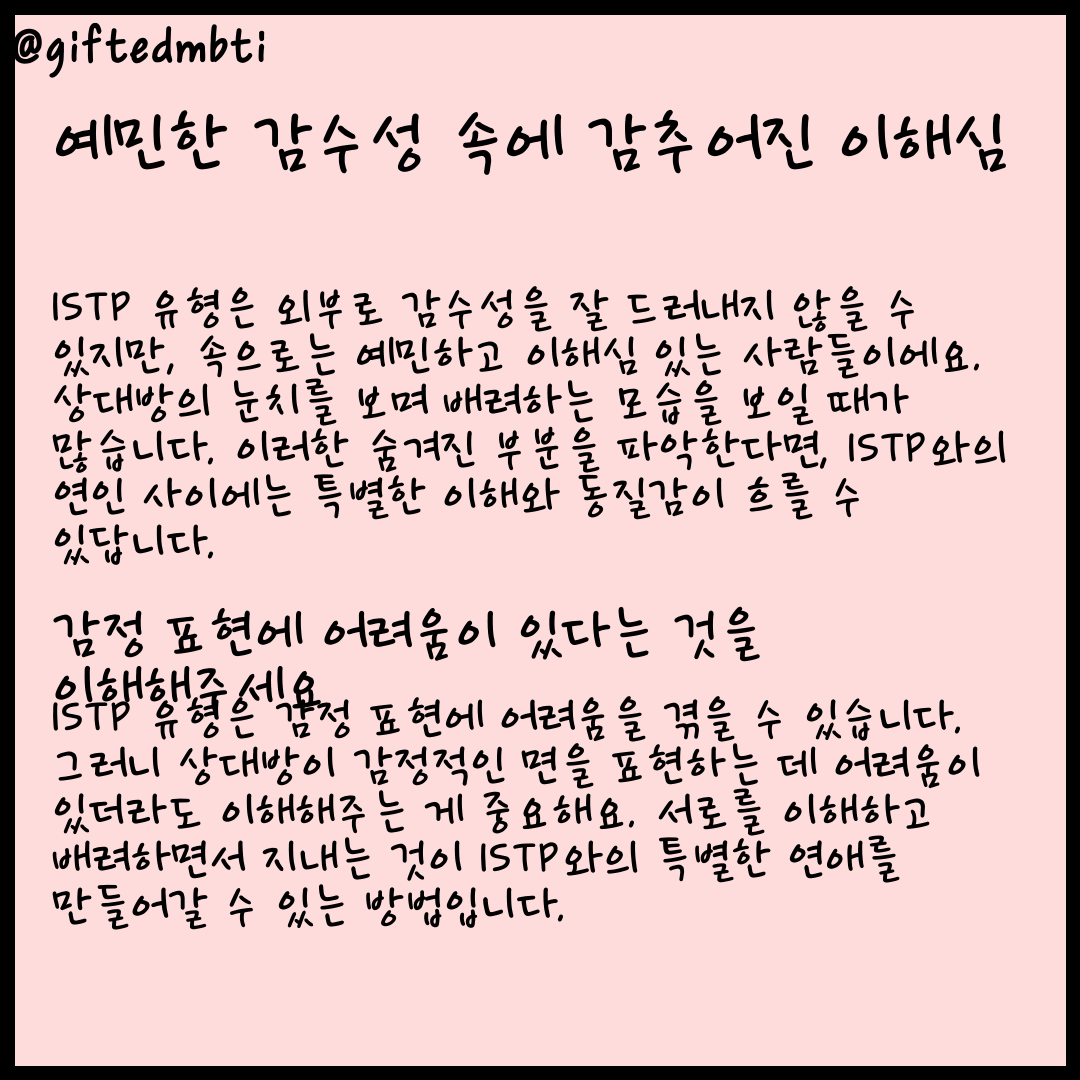 @giftedmbti
예민한 감수성 속에 감추어진 이해심
ISTP 유형은 외부로 감수성을 잘 드러내지 않을 수
있지만, 속으로는 예민하고 이해심 있는 사람들이에요.
상대방의 눈치를 보며 배려하는 모습을 보일 때가
많습니다. 이러한 숨겨진 부분을 파악한다면, ISTP와의
연인 사이에는 특별한 이해와 동질감이 흐를 수
있답니다.
감정 표현에 어려움이 있다는 것을
이해해주세요
ISTP 유형은 감정 표현에 어려움을 겪을 수 있습니다.
그러니 상대방이 감정적인 면을 표현하는 데 어려움이
있더라도 이해해주는 게 중요해요. 서로를 이해하고
배려하면서 지내는 것이 ISTP와의 특별한 연애를
만들어갈 수 있는 방법입니다.